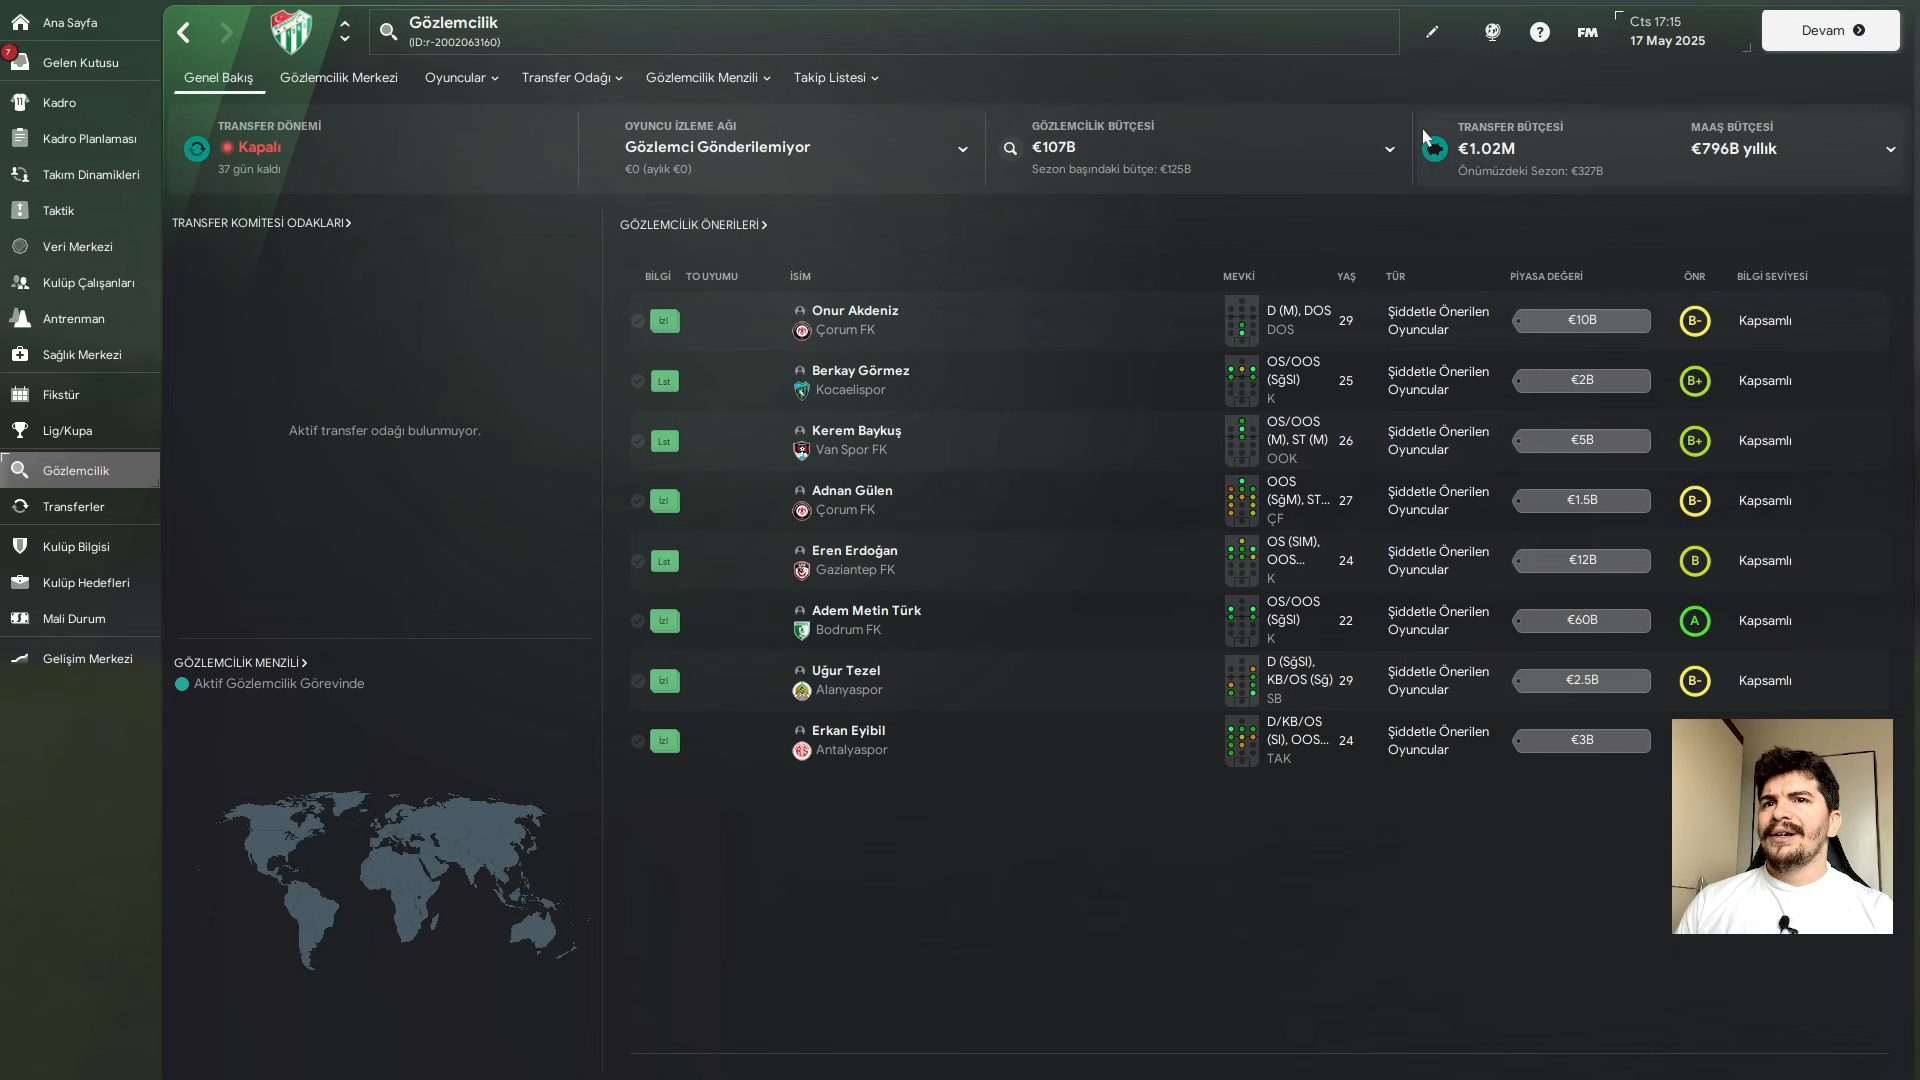 Ana Sayfa
7
Gelen Kutusu
Kadro
Kadro Planlaması
Takım Dinamikleri
Taktik
Veri Merkezi
Kulüp Çalışanları
Antrenman
Sağlık Merkezi
Fikstür
Lig/Kupa
Gözlemcilik
Transferler
Kulüp Bilgisi
Kulüp Hedefleri
Mali Durum
Gelişim Merkezi
Gözlemcilik
(ID:r-2002063160)
FM
Cts 17:15
17 May 2025
Devam
Genel Bakış
Gözlemcilik Merkezi
Oyuncular
Transfer Odağı
Gözlemcilik Menzili
Takip Listesi
TRANSFER DÖNEMİ
Kapalı
37 gün kaldı
OYUNCU İZLEME AĞI
Gözlemci Gönderilemiyor
€0 (aylık €0)
GÖZLEMCİLİK BÜTÇESİ
€107B
Sezon başındaki bütçe: €125B
TRANSFER BÜTÇESİ
€1.02M
Önümüzdeki Sezon: €327B
MAAŞ BÜTÇESİ
€796B yıllık
TRANSFER KOMİTESİ ODAKLARI
Aktif transfer odağı bulunmuyor.
GÖZLEMCİLİK MENZİLİ
Aktif Gözlemcilik Görevinde
GÖZLEMCİLİK ÖNERİLERİ
BİLGİ TO UYUMU İSİM MEVKİ YAŞ TÜR PİYASA DEĞERİ ÖNR BİLGİ SEVİYESİ
İzl Onur Akdeniz D (M), DOS 29 Şiddetle Önerilen €10B B- Kapsamlı
Çorum FK DOS Oyuncular
Lst Berkay Görmez OS/OOS (SğSl) 25 Şiddetle Önerilen €2B B+ Kapsamlı
Kocaelispor K Oyuncular
Lst Kerem Baykuş OS/OOS (M), ST (M) 26 Şiddetle Önerilen €5B B+ Kapsamlı
Van Spor FK OOK Oyuncular
İzl Adnan Gülen OOS (SğM), ST... 27 Şiddetle Önerilen €1.5B B- Kapsamlı
Çorum FK ÇF Oyuncular
Lst Eren Erdoğan OS (SlM), OOS... 24 Şiddetle Önerilen €12B B Kapsamlı
Gaziantep FK K Oyuncular
İzl Adem Metin Türk OS/OOS (SğSl) 22 Şiddetle Önerilen €60B A Kapsamlı
Bodrum FK K Oyuncular
İzl Uğur Tezel D (SğSl), KB/OS (Sğ) 29 Şiddetle Önerilen €2.5B B- Kapsamlı
Alanyaspor SB Oyuncular
İzl Erkan Eyibil D/KB/OS (Sl), OOS... 24 Şiddetle Önerilen €3B
Antalyaspor TAK Oyuncular